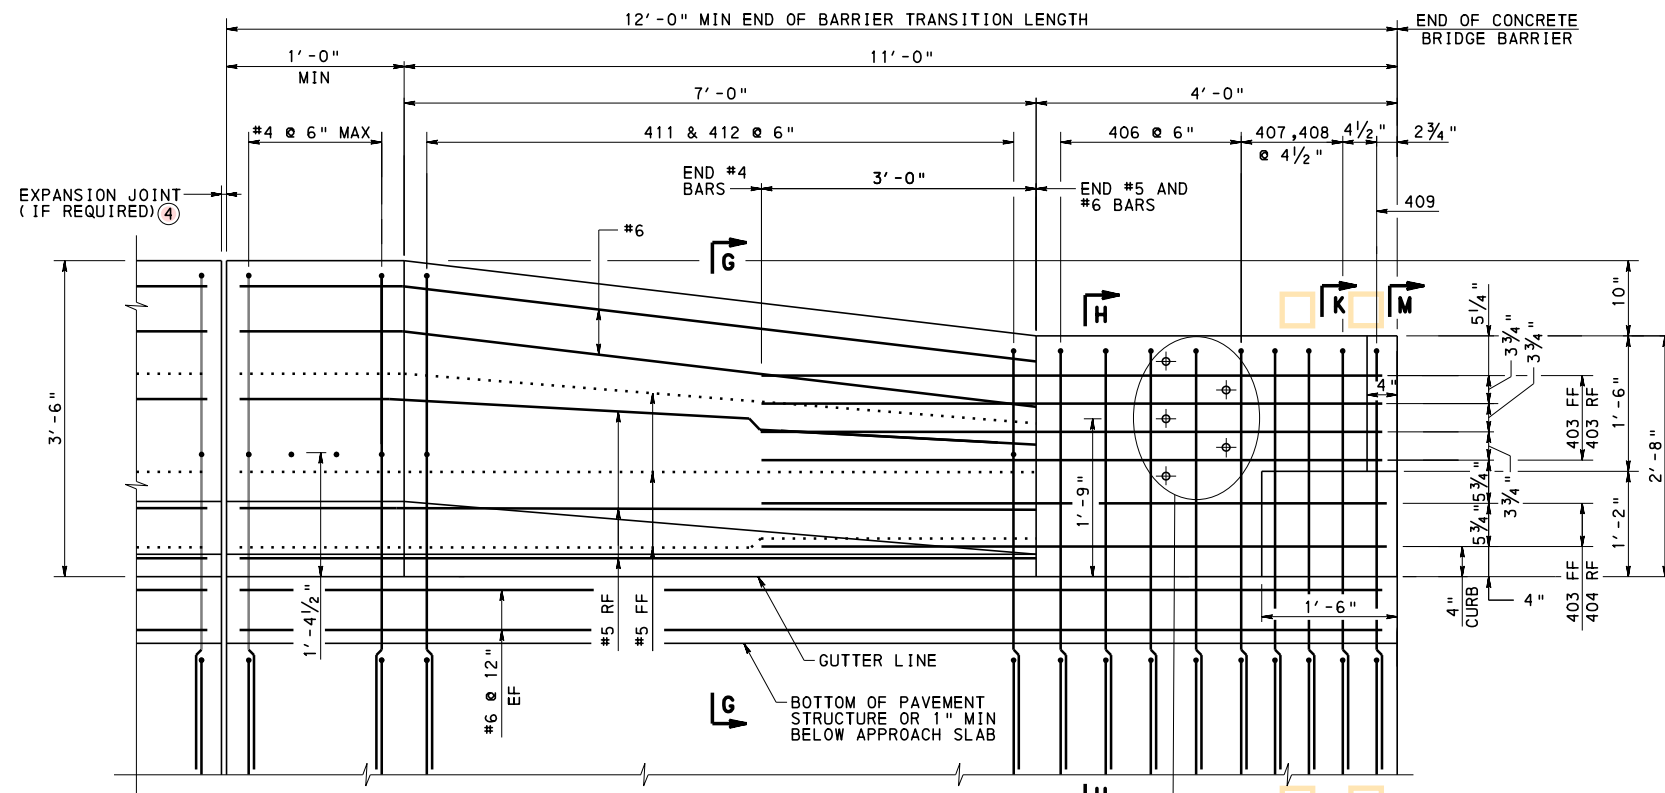 12'-0" MIN END OF BARRIER TRANSITION LENGTH
END OF CONCRETE
BRIDGE BARRIER
1'-0"
MIN
11'-0"
7'-0"
4'-0"
#4 @ 6" MAX
411 & 412 @ 6"
406 @ 6"
407,408
@ 4½"
4½"
2¾"
END #4
BARS
3'-0"
END #5 AND
#6 BARS
409
EXPANSION JOINT
(IF REQUIRED) 4
#6
G
H
K
M
5¼"
10"
3¾"
3¾"
4"
3'-6"
403 FF
403 RF
1'-6"
2'-8"
1'-9"
5¾"
3¾"
5¾"
1'-2"
1'-4½"
#5 RF
#5 FF
1'-6"
4"
CURB
4"
403 FF
404 RF
GUTTER LINE
#6 @ 12"
EF
G
BOTTOM OF PAVEMENT
STRUCTURE OR 1" MIN
BELOW APPROACH SLAB